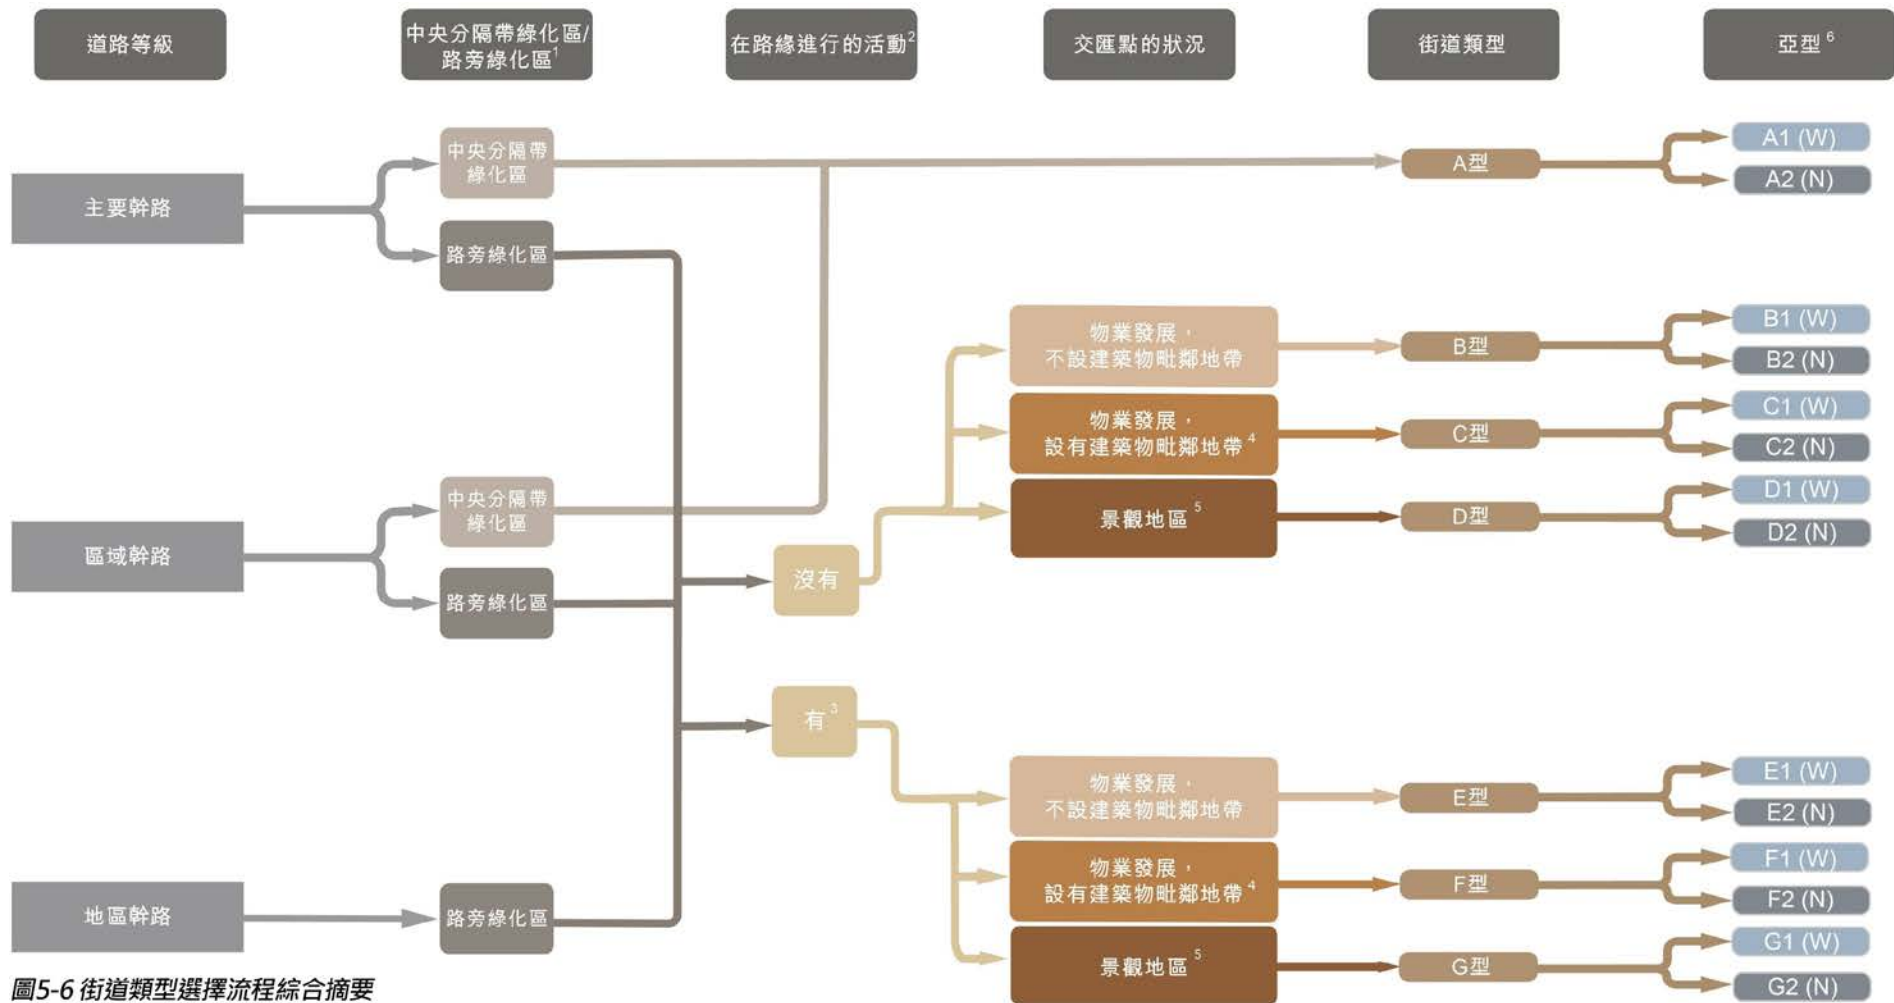 道路等級
中央分隔帶綠化區/
路旁綠化區1
在路緣進行的活動2
交匯點的狀況
街道類型
亞型6
主要幹路
中央分隔帶
綠化區
路旁綠化區
A型
A1 (W)
A2 (N)
物業發展，
不設建築物毗鄰地帶
B型
B1 (W)
B2 (N)
物業發展，
設有建築物毗鄰地帶4
C型
C1 (W)
C2 (N)
區域幹路
中央分隔帶
綠化區
路旁綠化區
沒有
景觀地區5
D型
D1 (W)
D2 (N)
有3
物業發展，
不設建築物毗鄰地帶
E型
E1 (W)
E2 (N)
物業發展，
設有建築物毗鄰地帶4
F型
F1 (W)
F2 (N)
地區幹路
路旁綠化區
景觀地區5
G型
G1 (W)
G2 (N)
圖5-6 街道類型選擇流程綜合摘要